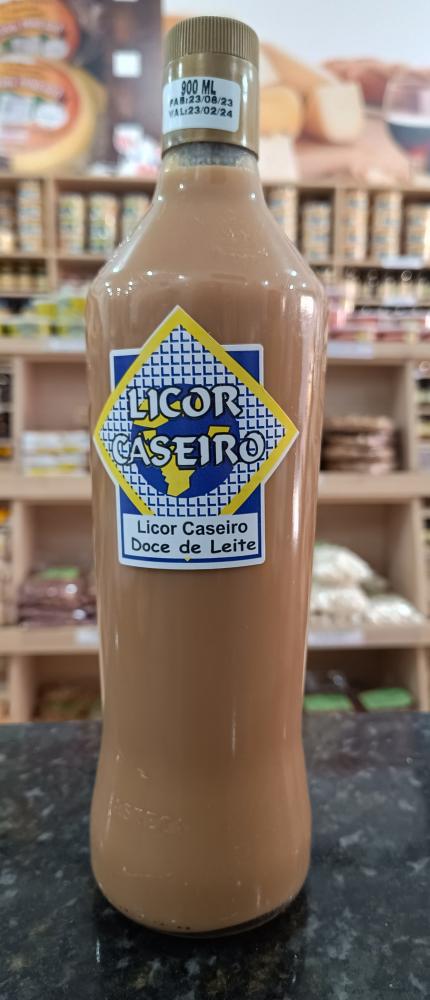 900 ML
FAB:23/08/23
VAL:23/02/24
LICOR
CASEIRO
Licor Caseiro
Doce de Leite